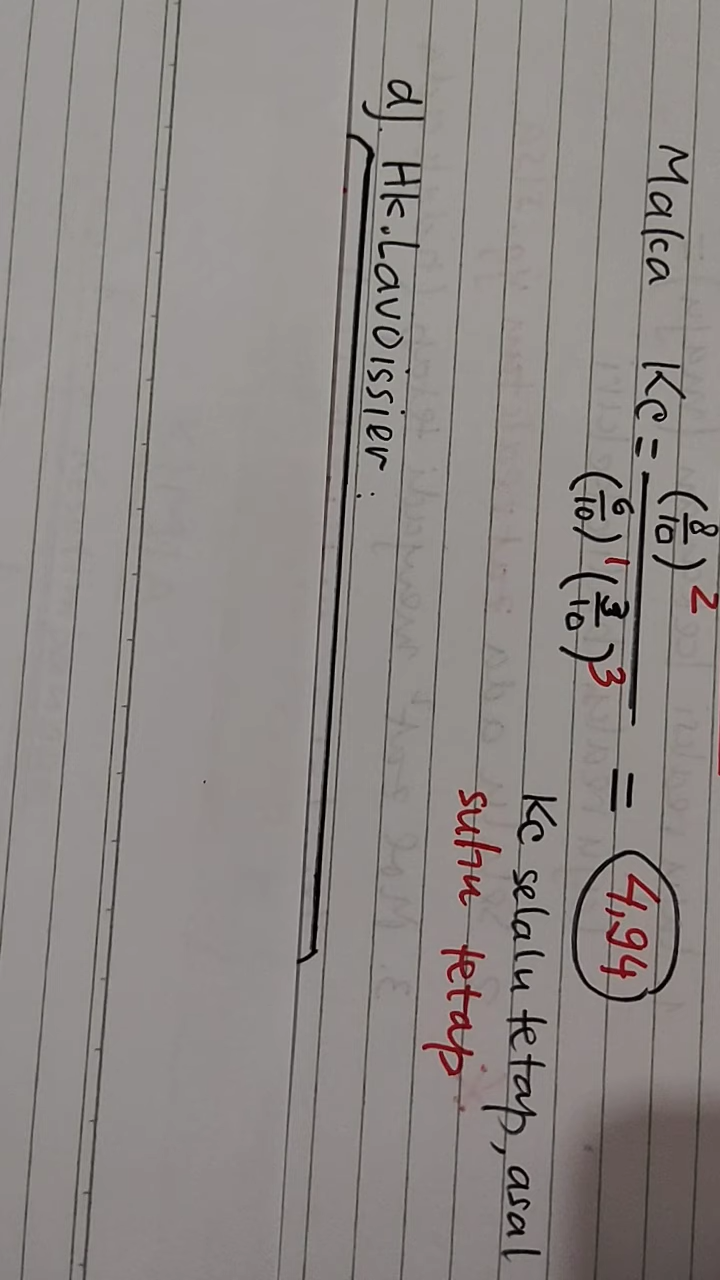 Maka Kc = (8/10)² / (6/10)¹ (3/10)³ = 4,94
Kc selalu tetap, asal
suhu tetap
d). Hk. Lavoissier :